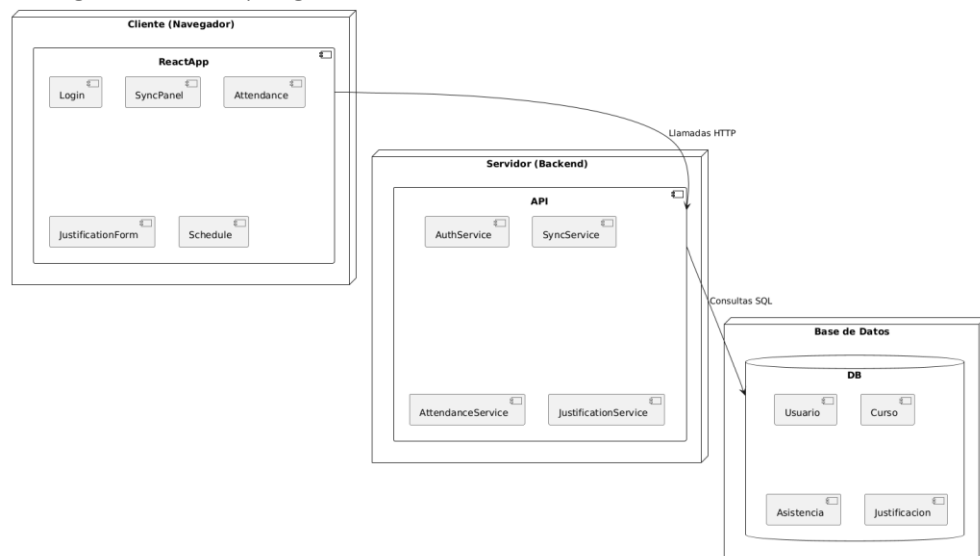 Cliente (Navegador)
ReactApp
Login
SyncPanel
Attendance
JustificationForm
Schedule
Llamadas HTTP
Servidor (Backend)
API
AuthService
SyncService
AttendanceService
JustificationService
Consultas SQL
Base de Datos
DB
Usuario
Curso
Asistencia
Justificacion